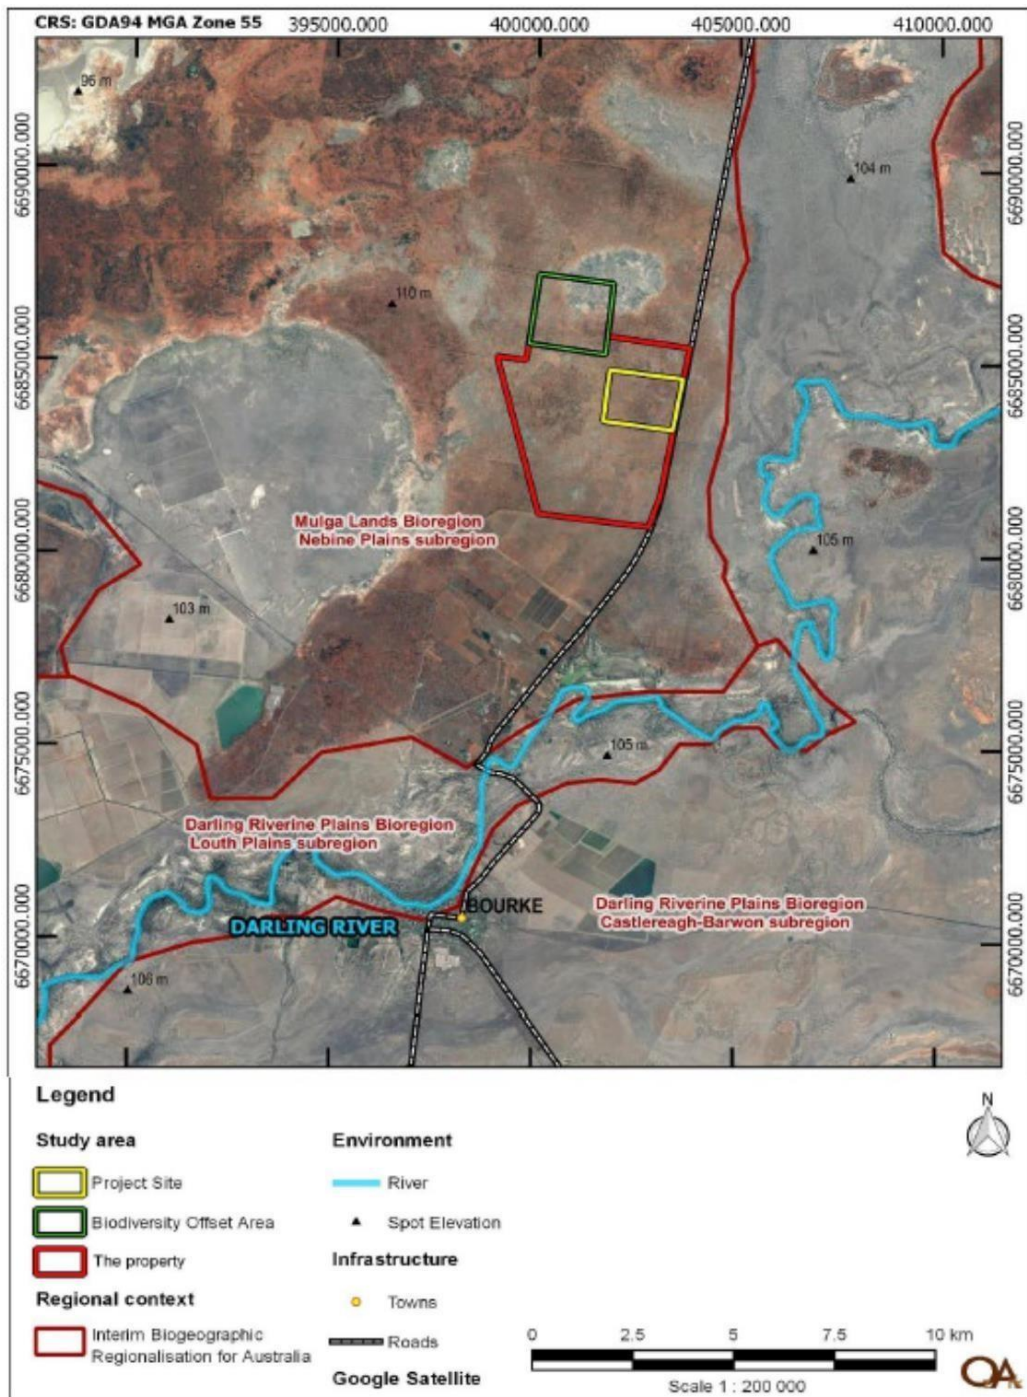 CRS: GDA94 MGA Zone 55
395000.000
400000.000
405000.000
410000.000
96 m
6690000.000
6690000.000
104 m
110 m
6685000.000
6685000.000
Mulga Lands Bioregion
Nebine Plains subregion
105 m
6680000.000
6680000.000
103 m
6675000.000
6675000.000
105 m
Darling Riverine Plains Bioregion
Louth Plains subregion
BOURKE
Darling Riverine Plains Bioregion
Castlereagh-Barwon subregion
DARLING RIVER
6670000.000
6670000.000
106 m
Legend
N
Study area
Project Site
Biodiversity Offset Area
The property
Regional context
Interim Biogeographic
Regionalisation for Australia
Environment
River
Spot Elevation
Infrastructure
Towns
Roads
Google Satellite
0 2.5 5 7.5 10 km
Scale 1 : 200 000